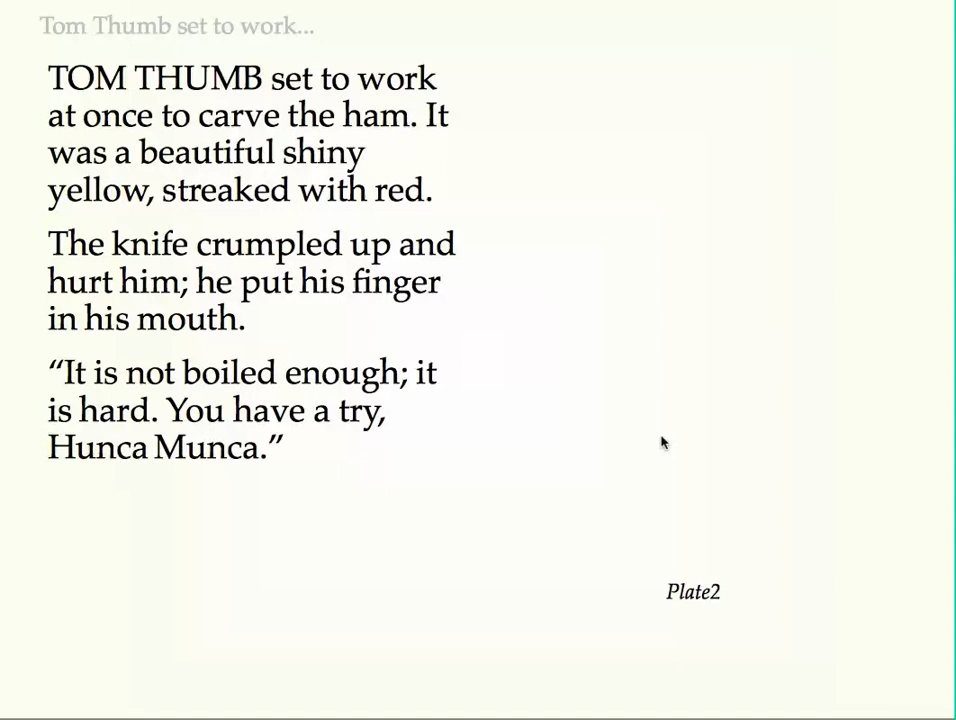 Tom Thumb set to work...
TOM THUMB set to work
at once to carve the ham. It
was a beautiful shiny
yellow, streaked with red.
The knife crumpled up and
hurt him; he put his finger
in his mouth.
“It is not boiled enough; it
is hard. You have a try,
Hunca Munca.”
Plate2